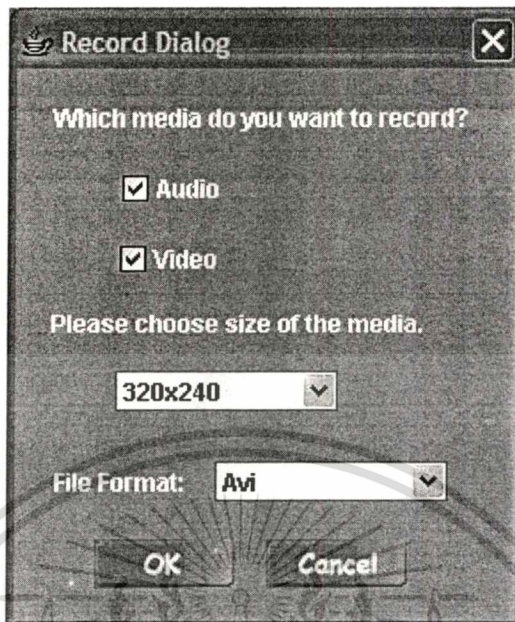 Record Dialog
Which media do you want to record?
Audio
Video
Please choose size of the media.
320x240
File Format: Avi
OK Cancel